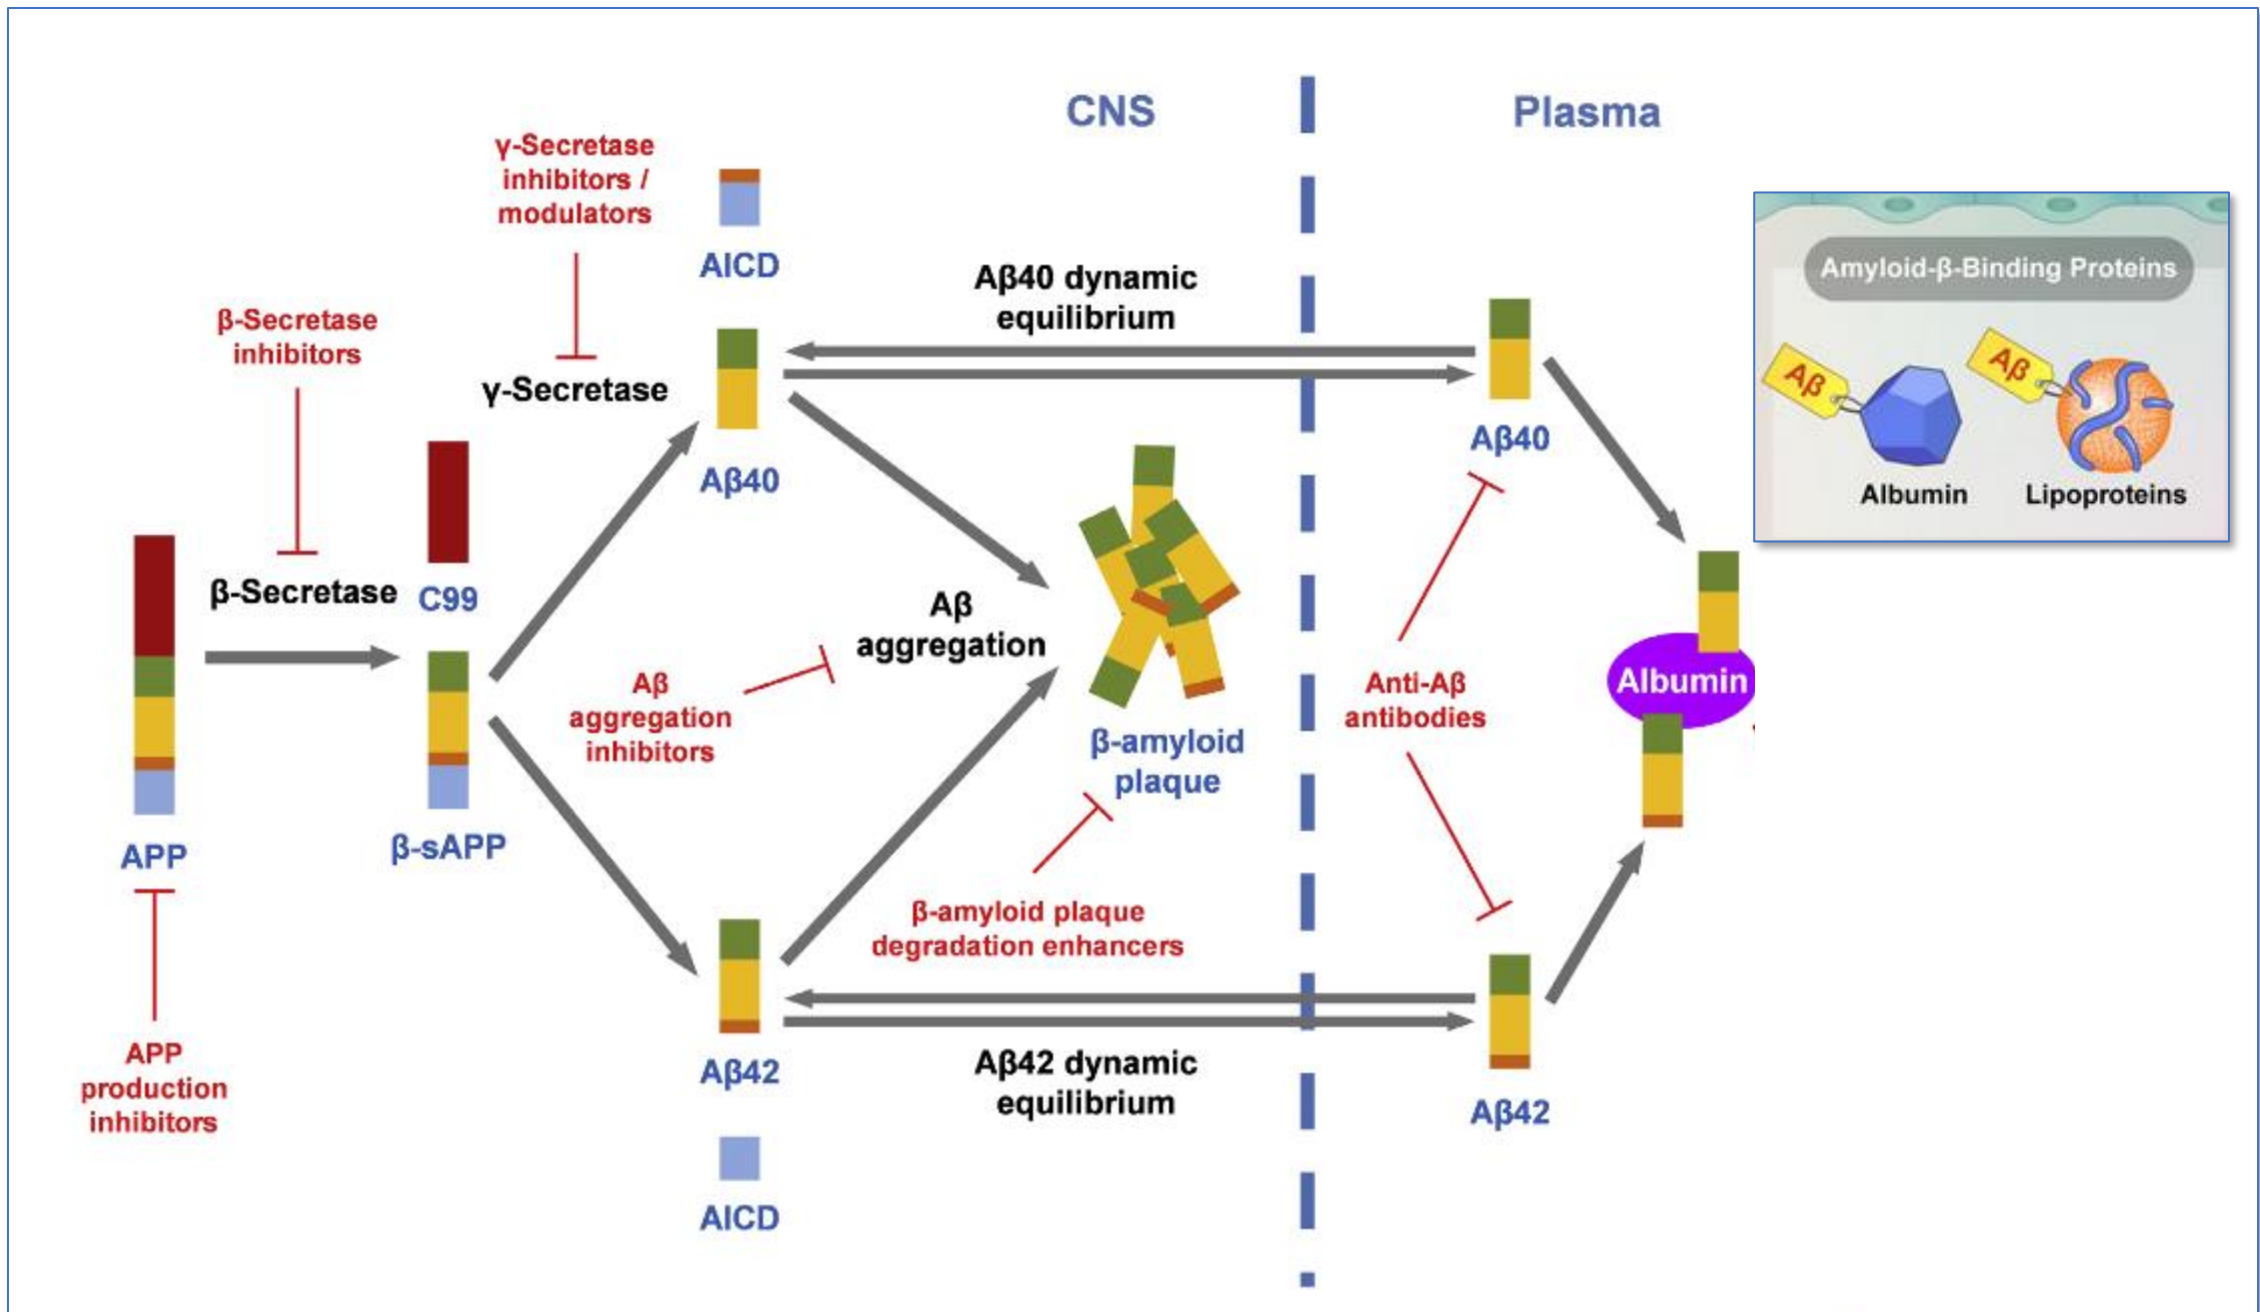 CNS
Plasma
γ-Secretase
inhibitors /
modulators
AICD
Amyloid-β-Binding Proteins
Aβ
Aβ
Albumin
Lipoproteins
Aβ40 dynamic
equilibrium
β-Secretase
inhibitors
γ-Secretase
Aβ40
Aβ40
β-Secretase
C99
Aβ
aggregation
Aβ
aggregation
inhibitors
Anti-Aβ
antibodies
Albumin
β-amyloid
plaque
APP
β-sAPP
β-amyloid plaque
degradation enhancers
APP
production
inhibitors
Aβ42
Aβ42 dynamic
equilibrium
Aβ42
AICD